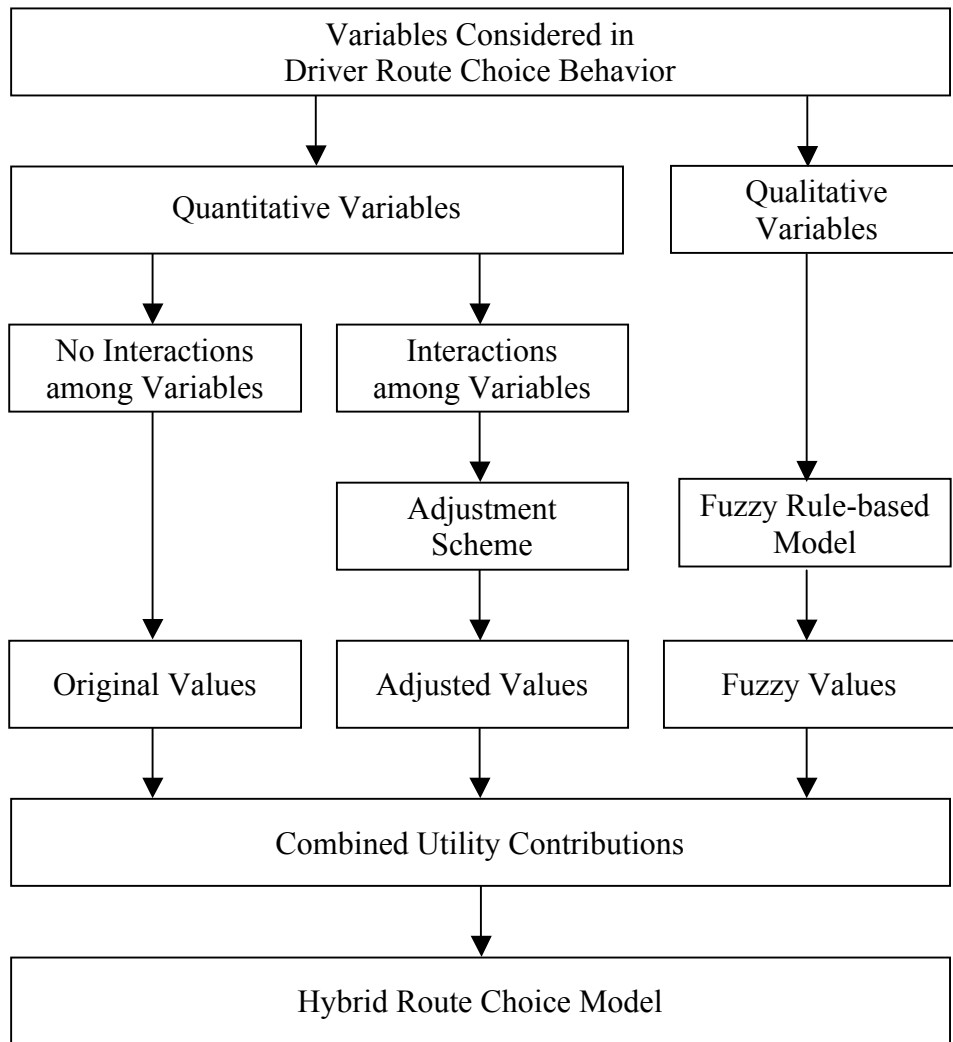 Variables Considered in
Driver Route Choice Behavior
Quantitative Variables
Qualitative
Variables
No Interactions
among Variables
Interactions
among Variables
Adjustment
Scheme
Fuzzy Rule-based
Model
Original Values
Adjusted Values
Fuzzy Values
Combined Utility Contributions
Hybrid Route Choice Model